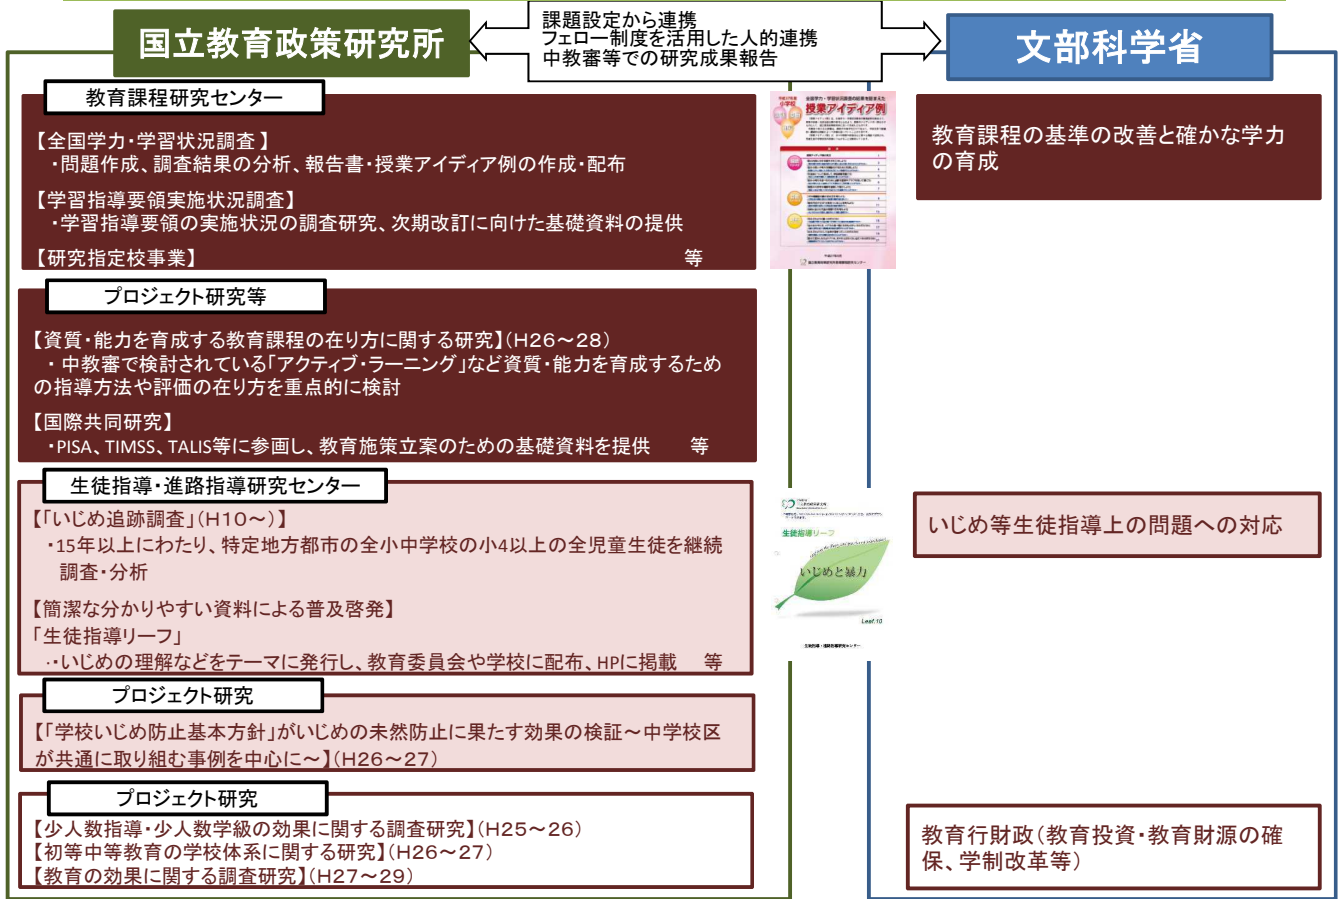 国立教育政策研究所
課題設定から連携
フェロー制度を活用した人的連携
中教審等での研究成果報告
文部科学省
教育課程研究センター
【全国学力・学習状況調査】
・問題作成、調査結果の分析、報告書・授業アイディア例の作成・配布
【学習指導要領実施状況調査】
・学習指導要領の実施状況の調査研究、次期改訂に向けた基礎資料の提供
【研究指定校事業】 等
小学校
授業アイディア例
教育課程の基準の改善と確かな学力
の育成
プロジェクト研究等
【資質・能力を育成する教育課程の在り方に関する研究】(H26~28)
・中教審で検討されている「アクティブ・ラーニング」など資質・能力を育成するため
の指導方法や評価の在り方を重点的に検討
【国際共同研究】
・PISA、TIMSS、TALIS等に参画し、教育施策立案のための基礎資料を提供 等
生徒指導・進路指導研究センター
【「いじめ追跡調査」(H10~)】
・15年以上にわたり、特定地方都市の全小中学校の小4以上の全児童生徒を継続
調査・分析
【簡潔な分かりやすい資料による普及啓発】
「生徒指導リーフ」
・・いじめの理解などをテーマに発行し、教育委員会や学校に配布、HPに掲載 等
生徒指導リーフ
いじめと暴力
Leaf.10
生徒指導・進路指導研究センター
いじめ等生徒指導上の問題への対応
プロジェクト研究
【「学校いじめ防止基本方針」がいじめの未然防止に果たす効果の検証~中学校区
が共通に取り組む事例を中心に~】(H26~27)
プロジェクト研究
【少人数指導・少人数学級の効果に関する調査研究】(H25~26)
【初等中等教育の学校体系に関する研究】(H26~27)
【教育の効果に関する調査研究】(H27~29)
教育行財政(教育投資・教育財源の確
保、学制改革等)